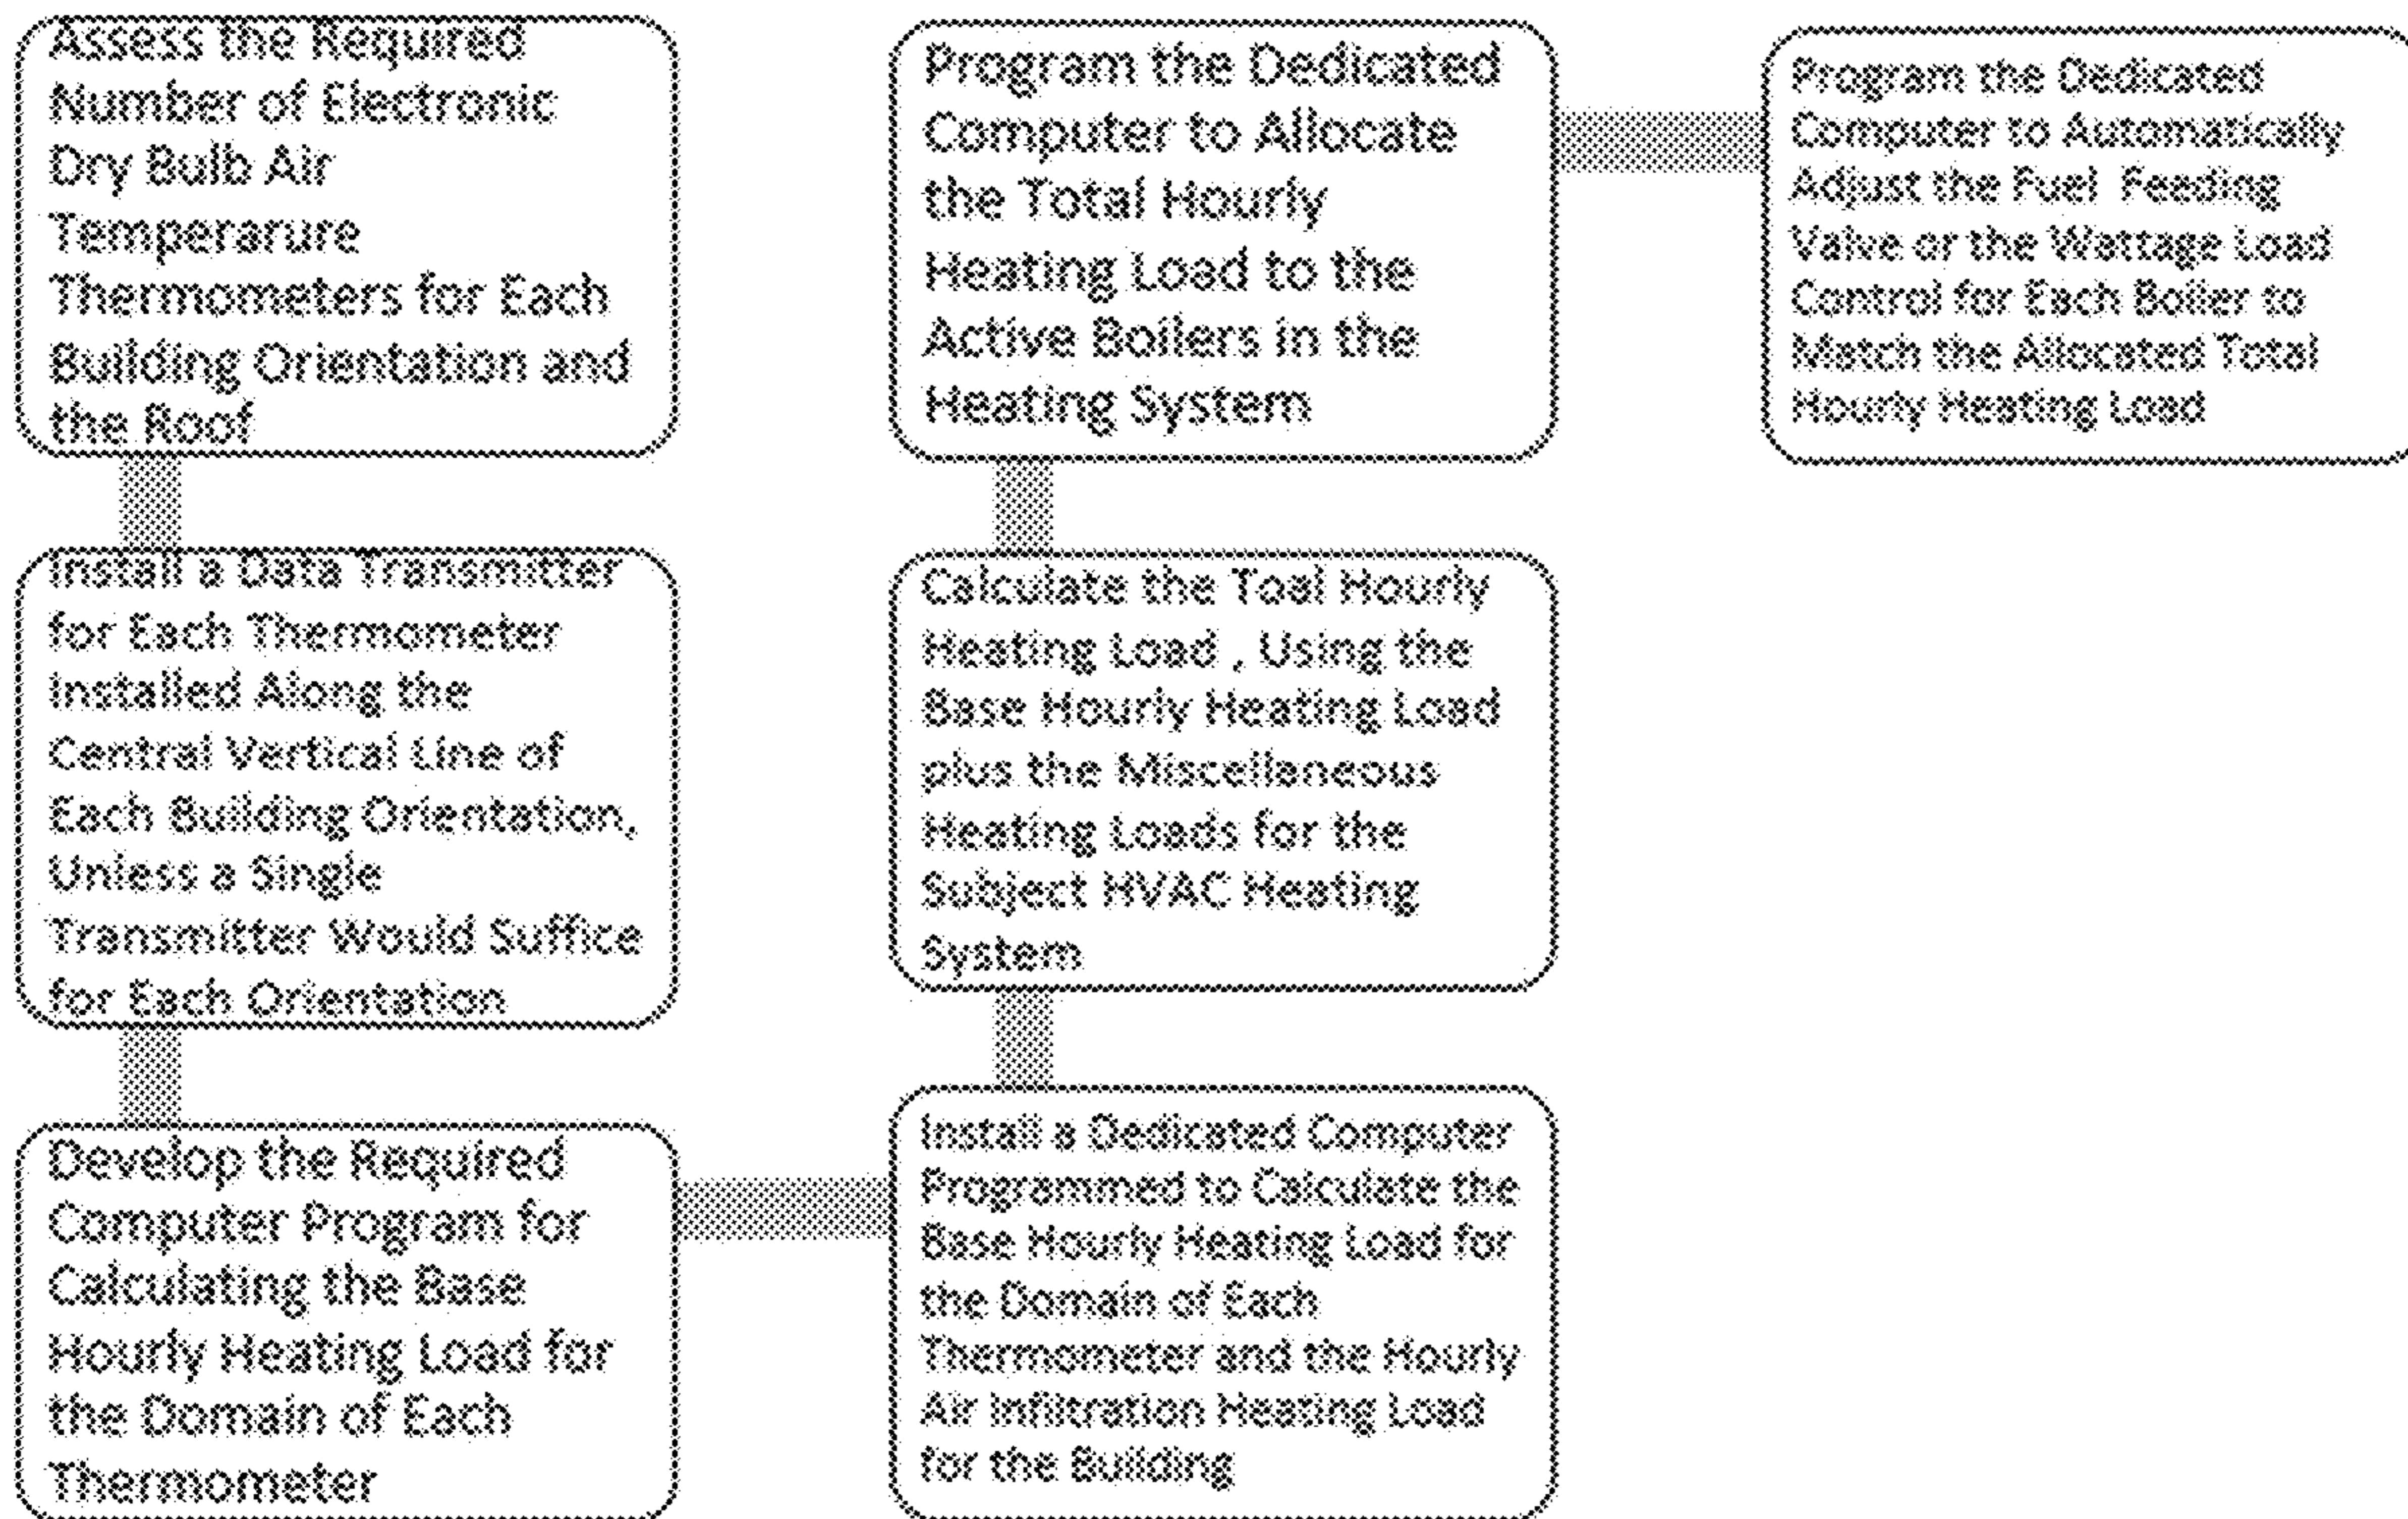 Assess the Required
Number of Electronic
Dry Bulb Air
Temperarure
Thermometers for Each
Building Orientation and
the Roof
Install a Data Transmitter
for Each Thermometer
Installed Along the
Central Vertical Line of
Each Building Orientation,
Unless a Single
Transmitter Would Suffice
for Each Orientation
Develop the Required
Computer Program for
Calculating the Base
Hourly Heating Load for
the Domain of Each
Thermometer
Install a Dedicated Computer
Programmed to Calculate the
Base Hourly Heating Load for
the Domain of Each
Thermometer and the Hourly
Air Infiltration Heating Load
for the Building
Calculate the Toal Hourly
Heating Load , Using the
Base Hourly Heating Load
plus the Miscellaneous
Heating Loads for the
Subject HVAC Heating
System
Program the Dedicated
Computer to Allocate
the Total Hourly
Heating Load to the
Active Boilers in the
Heating System
Program the Dedicated
Computer to Automatically
Adjust the Fuel  Feeding
Valve or the Wattage Load
Control for Each Boiler to
Match the Allocated Total
Hourly Heating Load